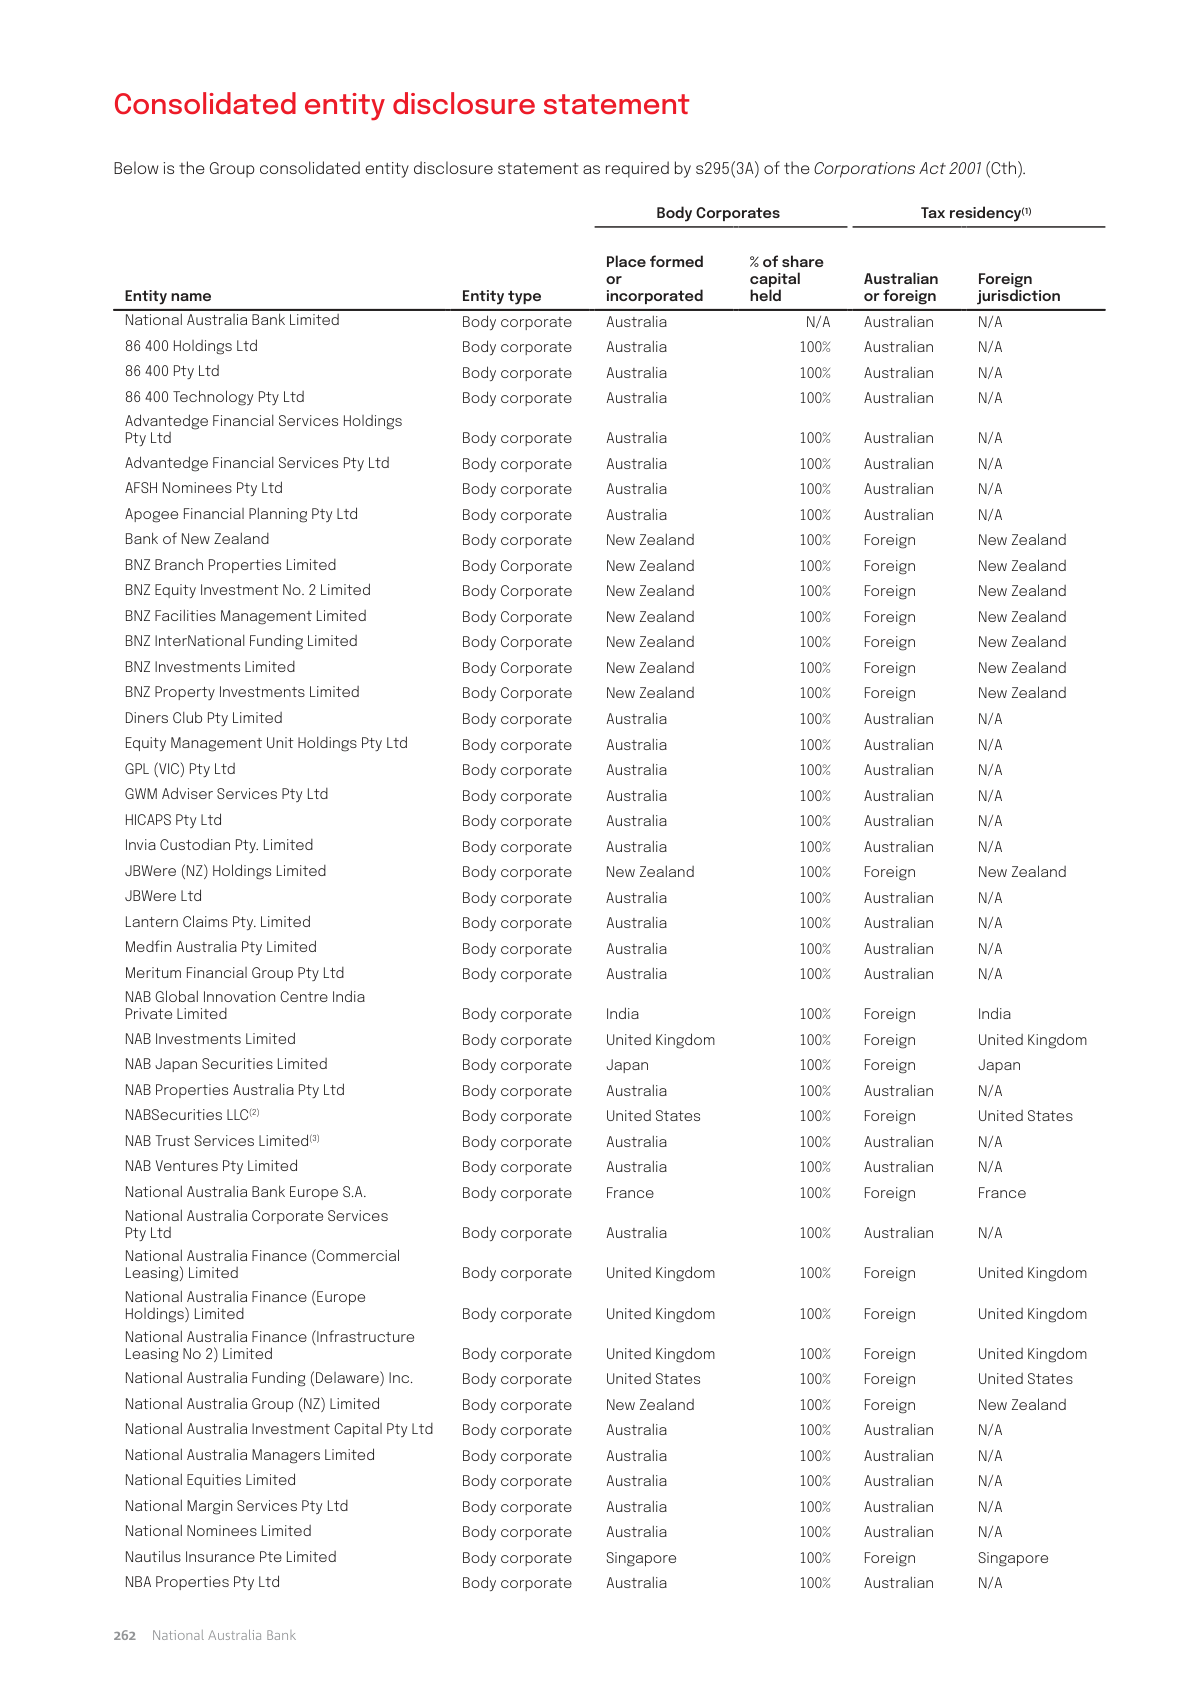 Consolidated entity disclosure statement
Below is the Group consolidated entity disclosure statement as required by s295(3A) of the Corporations Act 2001 (Cth).
Body Corporates Tax residency(1)
Entity name Entity type Place formed or incorporated % of share capital held Australian or foreign Foreign jurisdiction
National Australia Bank Limited Body corporate Australia N/A Australian N/A
86 400 Holdings Ltd Body corporate Australia 100% Australian N/A
86 400 Pty Ltd Body corporate Australia 100% Australian N/A
86 400 Technology Pty Ltd Body corporate Australia 100% Australian N/A
Advantedge Financial Services Holdings
Pty Ltd Body corporate Australia 100% Australian N/A
Advantedge Financial Services Pty Ltd Body corporate Australia 100% Australian N/A
AFSH Nominees Pty Ltd Body corporate Australia 100% Australian N/A
Apogee Financial Planning Pty Ltd Body corporate Australia 100% Australian N/A
Bank of New Zealand Body corporate New Zealand 100% Foreign New Zealand
BNZ Branch Properties Limited Body Corporate New Zealand 100% Foreign New Zealand
BNZ Equity Investment No. 2 Limited Body Corporate New Zealand 100% Foreign New Zealand
BNZ Facilities Management Limited Body Corporate New Zealand 100% Foreign New Zealand
BNZ InterNational Funding Limited Body Corporate New Zealand 100% Foreign New Zealand
BNZ Investments Limited Body Corporate New Zealand 100% Foreign New Zealand
BNZ Property Investments Limited Body Corporate New Zealand 100% Foreign New Zealand
Diners Club Pty Limited Body corporate Australia 100% Australian N/A
Equity Management Unit Holdings Pty Ltd Body corporate Australia 100% Australian N/A
GPL (VIC) Pty Ltd Body corporate Australia 100% Australian N/A
GWM Adviser Services Pty Ltd Body corporate Australia 100% Australian N/A
HICAPS Pty Ltd Body corporate Australia 100% Australian N/A
Invia Custodian Pty. Limited Body corporate Australia 100% Australian N/A
JBWere (NZ) Holdings Limited Body corporate New Zealand 100% Foreign New Zealand
JBWere Ltd Body corporate Australia 100% Australian N/A
Lantern Claims Pty. Limited Body corporate Australia 100% Australian N/A
Medfin Australia Pty Limited Body corporate Australia 100% Australian N/A
Meritum Financial Group Pty Ltd Body corporate Australia 100% Australian N/A
NAB Global Innovation Centre India
Private Limited Body corporate India 100% Foreign India
NAB Investments Limited Body corporate United Kingdom 100% Foreign United Kingdom
NAB Japan Securities Limited Body corporate Japan 100% Foreign Japan
NAB Properties Australia Pty Ltd Body corporate Australia 100% Australian N/A
NABSecurities LLC(2) Body corporate United States 100% Foreign United States
NAB Trust Services Limited(3) Body corporate Australia 100% Australian N/A
NAB Ventures Pty Limited Body corporate Australia 100% Australian N/A
National Australia Bank Europe S.A. Body corporate France 100% Foreign France
National Australia Corporate Services
Pty Ltd Body corporate Australia 100% Australian N/A
National Australia Finance (Commercial
Leasing) Limited Body corporate United Kingdom 100% Foreign United Kingdom
National Australia Finance (Europe
Holdings) Limited Body corporate United Kingdom 100% Foreign United Kingdom
National Australia Finance (Infrastructure
Leasing No 2) Limited Body corporate United Kingdom 100% Foreign United Kingdom
National Australia Funding (Delaware) Inc. Body corporate United States 100% Foreign United States
National Australia Group (NZ) Limited Body corporate New Zealand 100% Foreign New Zealand
National Australia Investment Capital Pty Ltd Body corporate Australia 100% Australian N/A
National Australia Managers Limited Body corporate Australia 100% Australian N/A
National Equities Limited Body corporate Australia 100% Australian N/A
National Margin Services Pty Ltd Body corporate Australia 100% Australian N/A
National Nominees Limited Body corporate Australia 100% Australian N/A
Nautilus Insurance Pte Limited Body corporate Singapore 100% Foreign Singapore
NBA Properties Pty Ltd Body corporate Australia 100% Australian N/A
262 National Australia Bank